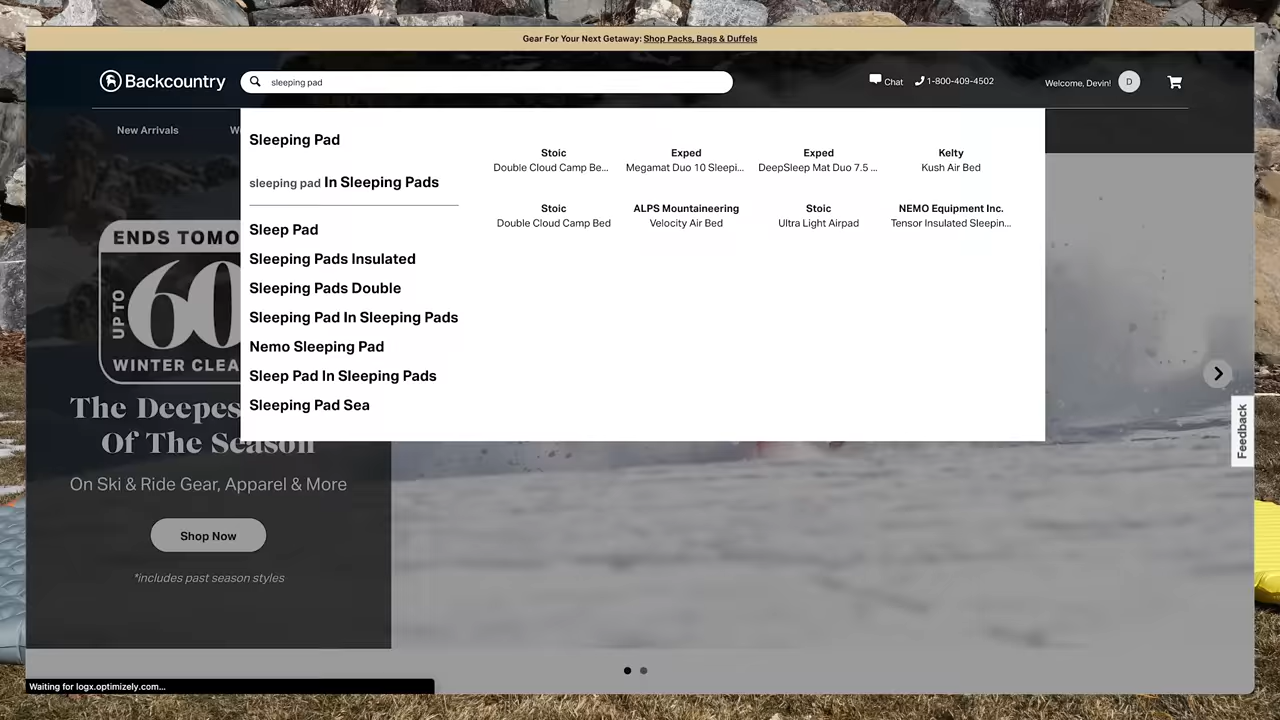 Gear For Your Next Getaway: Shop Packs, Bags & Duffels
Backcountry
sleeping pad
Chat
1-800-409-4502
Welcome, Devin!
D
New Arrivals
Sleeping Pad
sleeping pad In Sleeping Pads
Sleep Pad
Sleeping Pads Insulated
Sleeping Pads Double
Sleeping Pad In Sleeping Pads
Nemo Sleeping Pad
Sleep Pad In Sleeping Pads
Sleeping Pad Sea
Stoic
Double Cloud Camp Be...
Exped
Megamat Duo 10 Sleepi...
Exped
DeepSleep Mat Duo 7.5 ...
Kelty
Kush Air Bed
Stoic
Double Cloud Camp Bed
ALPS Mountaineering
Velocity Air Bed
Stoic
Ultra Light Airpad
NEMO Equipment Inc.
Tensor Insulated Sleepin...
ENDS TOMO
UP TO
60
WINTER CLEA
The Deepes
Of The Season
On Ski & Ride Gear, Apparel & More
Shop Now
*includes past season styles
Feedback
Waiting for logx.optimizely.com...